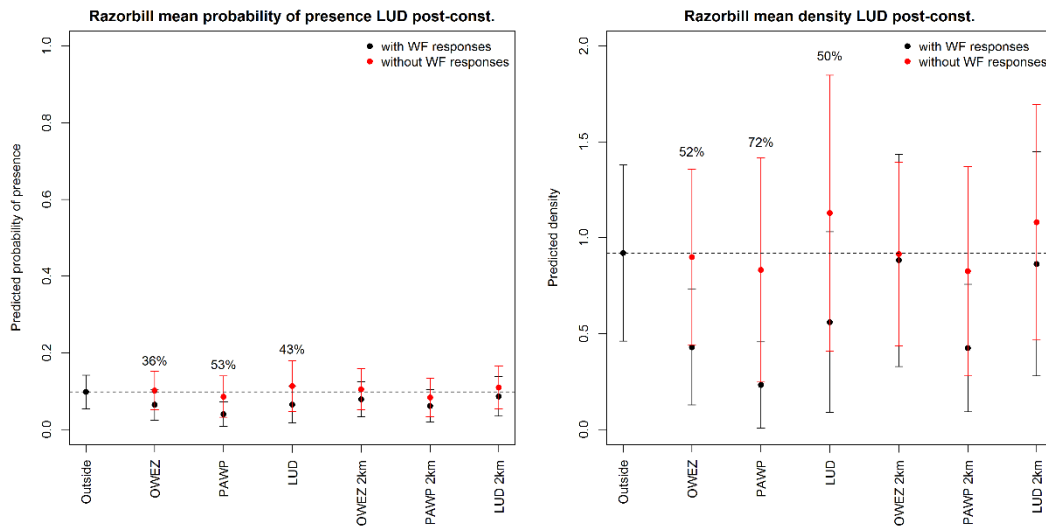 Razorbill mean probability of presence LUD post-const.
with WF responses
without WF responses
Predicted probability of presence
1.0
0.8
0.6
0.4
0.2
0.0
36%
53%
43%
Outside
OWEZ
PAWP
LUD
OWEZ 2km
PAWP 2km
LUD 2km
Razorbill mean density LUD post-const.
with WF responses
without WF responses
Predicted density
2.0
1.5
1.0
0.5
0.0
52%
72%
50%
Outside
OWEZ
PAWP
LUD
OWEZ 2km
PAWP 2km
LUD 2km